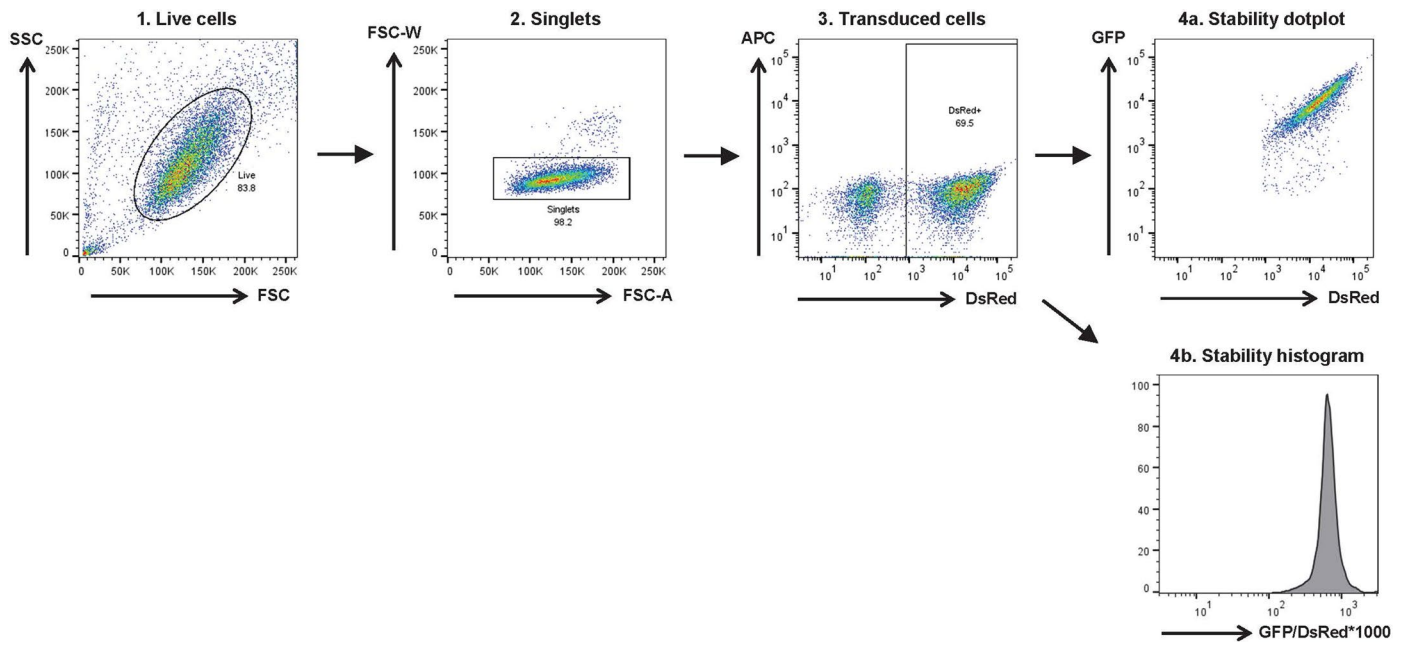 1. Live cells
SSC
250K
200K
150K
100K
50K
0
Live
83.8
0 50K 100K 150K 200K 250K
FSC
2. Singlets
FSC-W
250K
200K
150K
100K
50K
0
Singlets
98.2
0 50K 100K 150K 200K 250K
FSC-A
3. Transduced cells
APC
10^5
10^4
10^3
10^2
10^1
DsRed+
69.5
10^1 10^2 10^3 10^4 10^5
DsRed
4a. Stability dotplot
GFP
10^5
10^4
10^3
10^2
10^1
10^1 10^2 10^3 10^4 10^5
DsRed
4b. Stability histogram
100
80
60
40
20
0
10^1 10^2 10^3
GFP/DsRed*1000